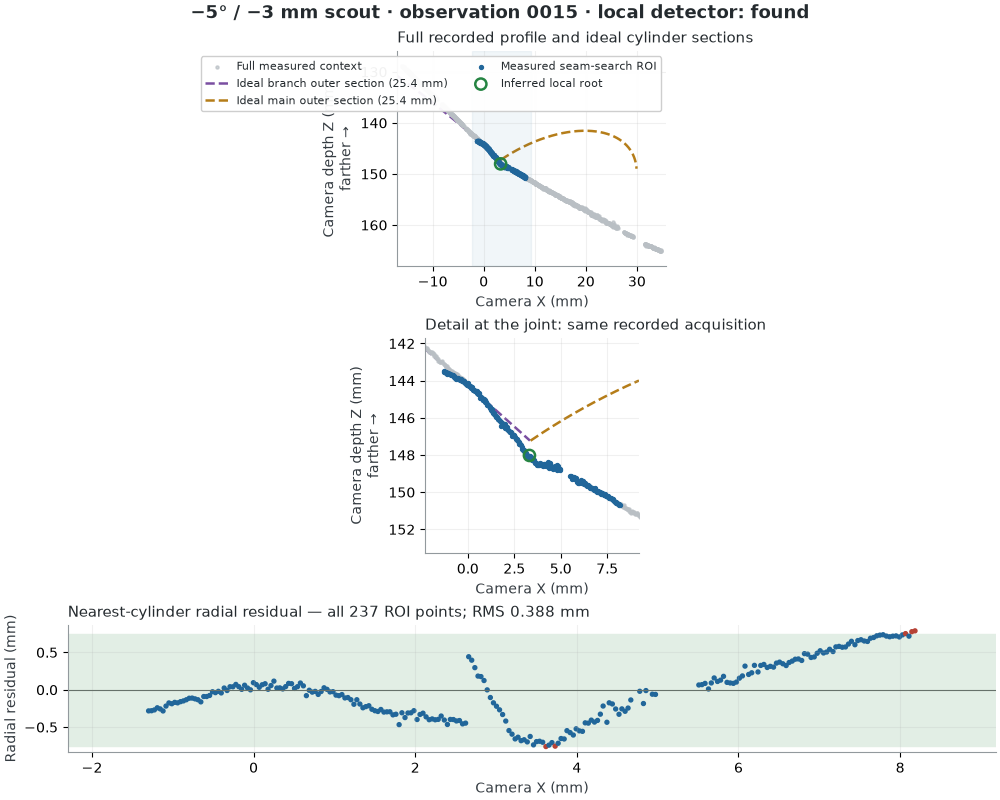 −5° / −3 mm scout · observation 0015 · local detector: found
Full recorded profile and ideal cylinder sections
Full measured context
Ideal branch outer section (25.4 mm)
Ideal main outer section (25.4 mm)
Measured seam-search ROI
Inferred local root
130
140
150
160
Camera depth Z (
farther →
−10 0 10 20 30
Camera X (mm)
Detail at the joint: same recorded acquisition
142
144
146
148
150
152
Camera depth Z (mm)
farther →
0.0 2.5 5.0 7.5
Camera X (mm)
Nearest-cylinder radial residual — all 237 ROI points; RMS 0.388 mm
0.5
0.0
−0.5
Radial residual (mm)
−2 0 2 4 6 8
Camera X (mm)